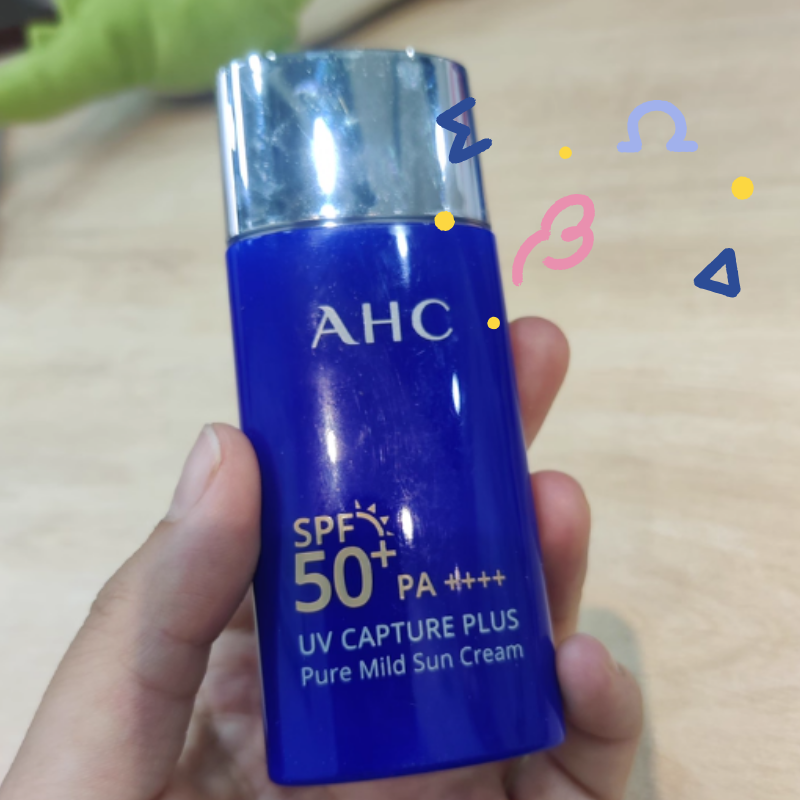 Σ
Ω
β
Δ
AHC
SPF
50+ PA ++++
UV CAPTURE PLUS
Pure Mild Sun Cream